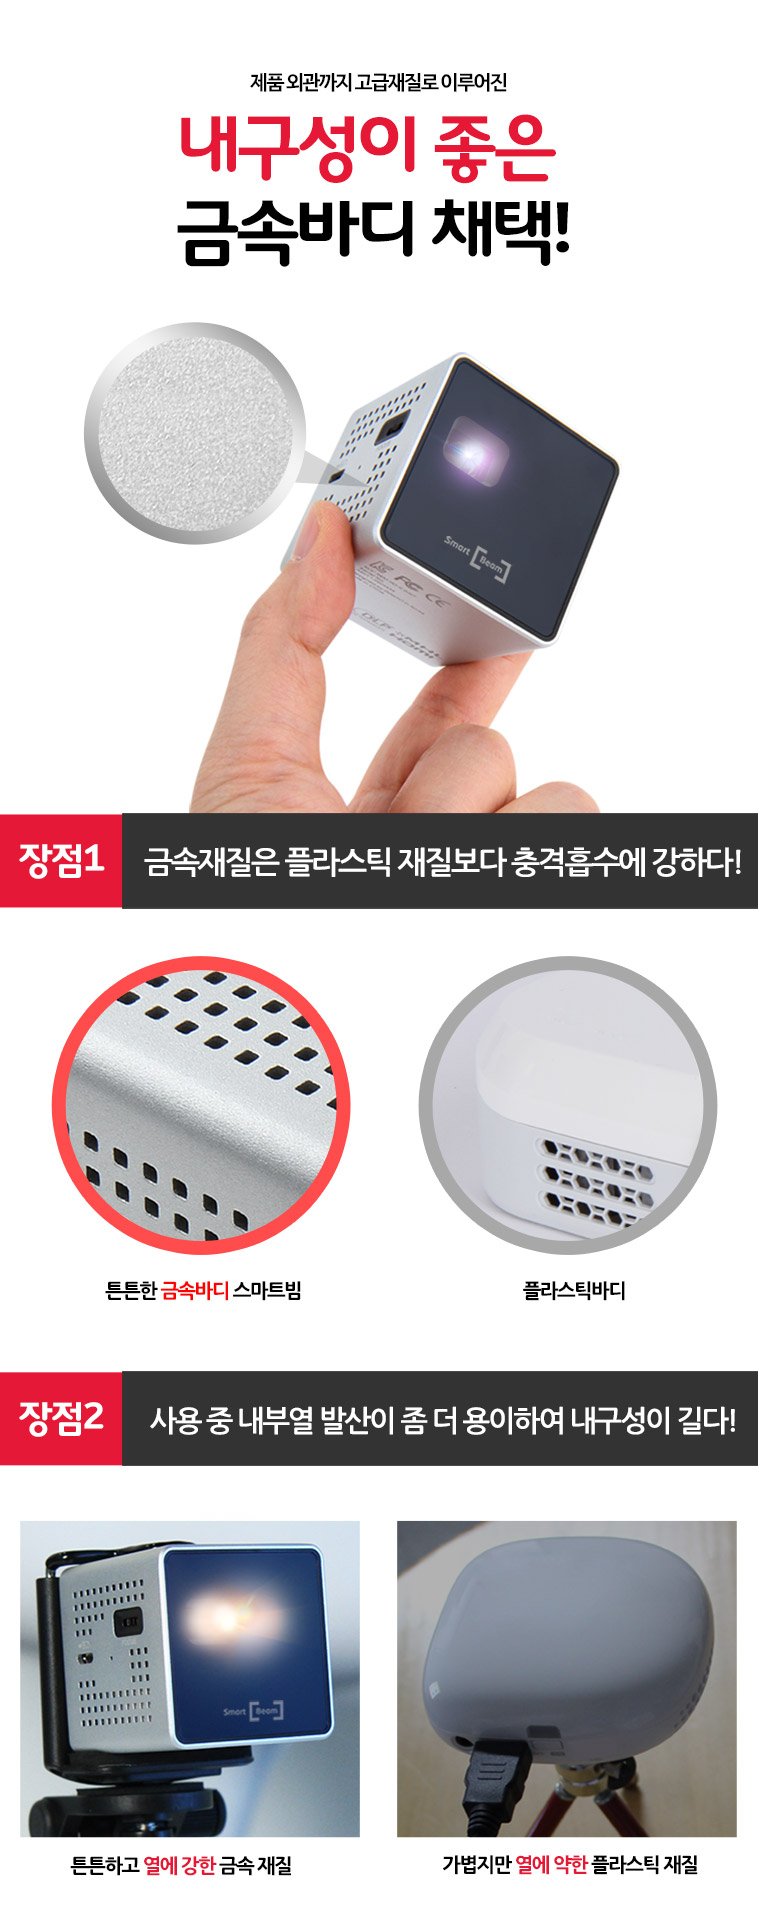 제품 외관까지 고급재질로 이루어진
내구성이 좋은
금속바디 채택!
Smart [Beam]
FC CE
HDMI
장점1
금속재질은 플라스틱 재질보다 충격흡수에 강하다!
튼튼한 금속바디 스마트빔
플라스틱바디
장점2
사용 중 내부열 발산이 좀 더 용이하여 내구성이 길다!
Smart [Beam]
튼튼하고 열에 강한 금속 재질
가볍지만 열에 약한 플라스틱 재질